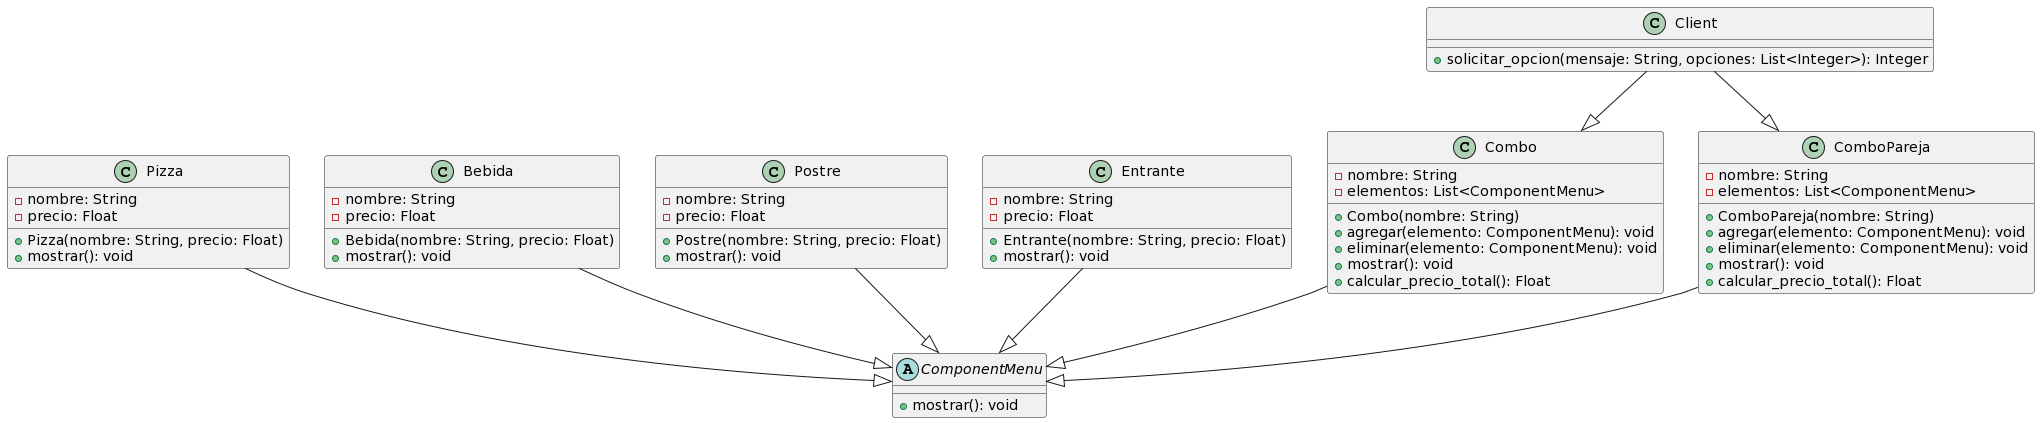 C Client
solicitar_opcion(mensaje: String, opciones: List<Integer>): Integer
C Pizza
nombre: String
precio: Float
Pizza(nombre: String, precio: Float)
mostrar(): void
C Bebida
nombre: String
precio: Float
Bebida(nombre: String, precio: Float)
mostrar(): void
C Postre
nombre: String
precio: Float
Postre(nombre: String, precio: Float)
mostrar(): void
C Entrante
nombre: String
precio: Float
Entrante(nombre: String, precio: Float)
mostrar(): void
C Combo
nombre: String
elementos: List<ComponentMenu>
Combo(nombre: String)
agregar(elemento: ComponentMenu): void
eliminar(elemento: ComponentMenu): void
mostrar(): void
calcular_precio_total(): Float
C ComboPareja
nombre: String
elementos: List<ComponentMenu>
ComboPareja(nombre: String)
agregar(elemento: ComponentMenu): void
eliminar(elemento: ComponentMenu): void
mostrar(): void
calcular_precio_total(): Float
A ComponentMenu
mostrar(): void